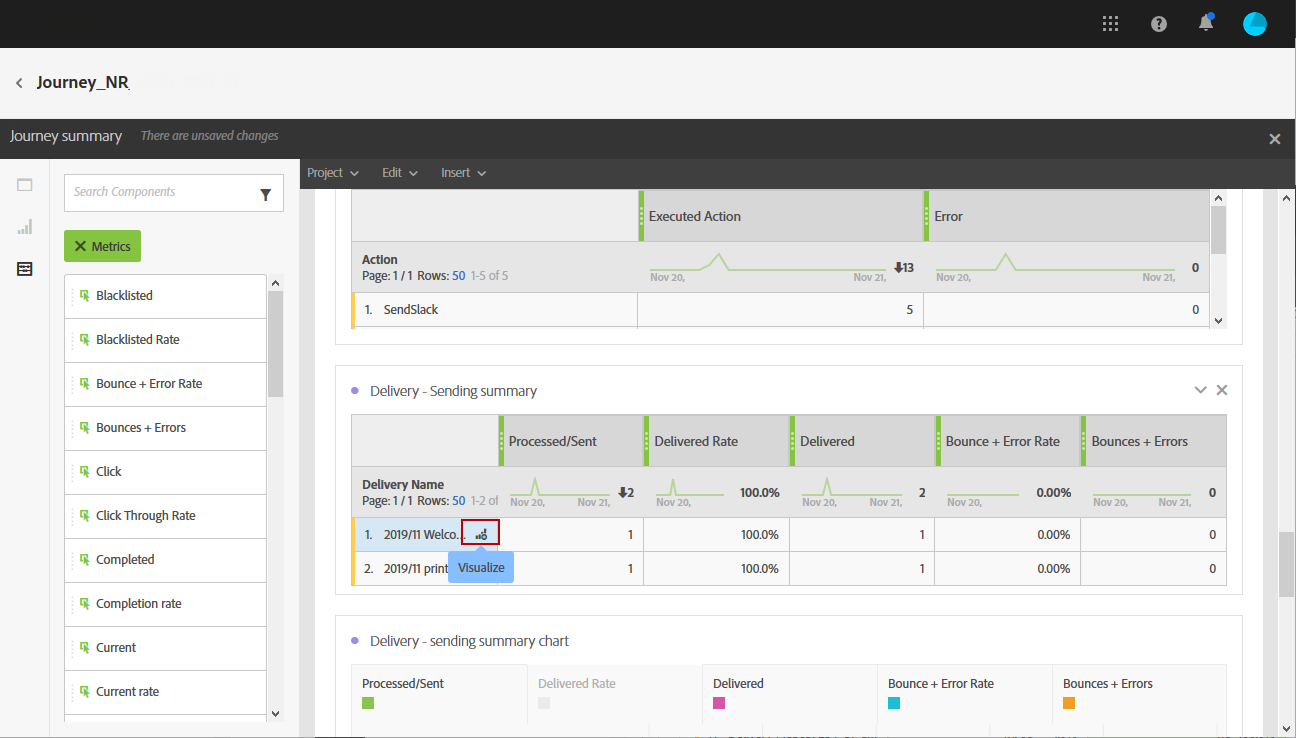 Journey_NR
Journey summary There are unsaved changes
Project Edit Insert
Search Components
Metrics
Blacklisted
Blacklisted Rate
Bounce + Error Rate
Bounces + Errors
Click
Click Through Rate
Completed
Completion rate
Current
Current rate
Executed Action Error
Action
Page: 1 / 1 Rows: 50 1-5 of 5
Nov 20, Nov 21, 13 Nov 20, Nov 21, 0
1. SendSlack 5 0
Delivery - Sending summary
Processed/Sent Delivered Rate Delivered Bounce + Error Rate Bounces + Errors
Delivery Name
Page: 1 / 1 Rows: 50 1-2 of
Nov 20, Nov 21, 2 Nov 20, 100.0% Nov 20, Nov 21, 2 Nov 20, 0.00% Nov 20, Nov 21, 0
1. 2019/11 Welco... 1 100.0% 1 0.00% 0
Visualize
2. 2019/11 print 1 100.0% 1 0.00% 0
Delivery - sending summary chart
Processed/Sent Delivered Rate Delivered Bounce + Error Rate Bounces + Errors